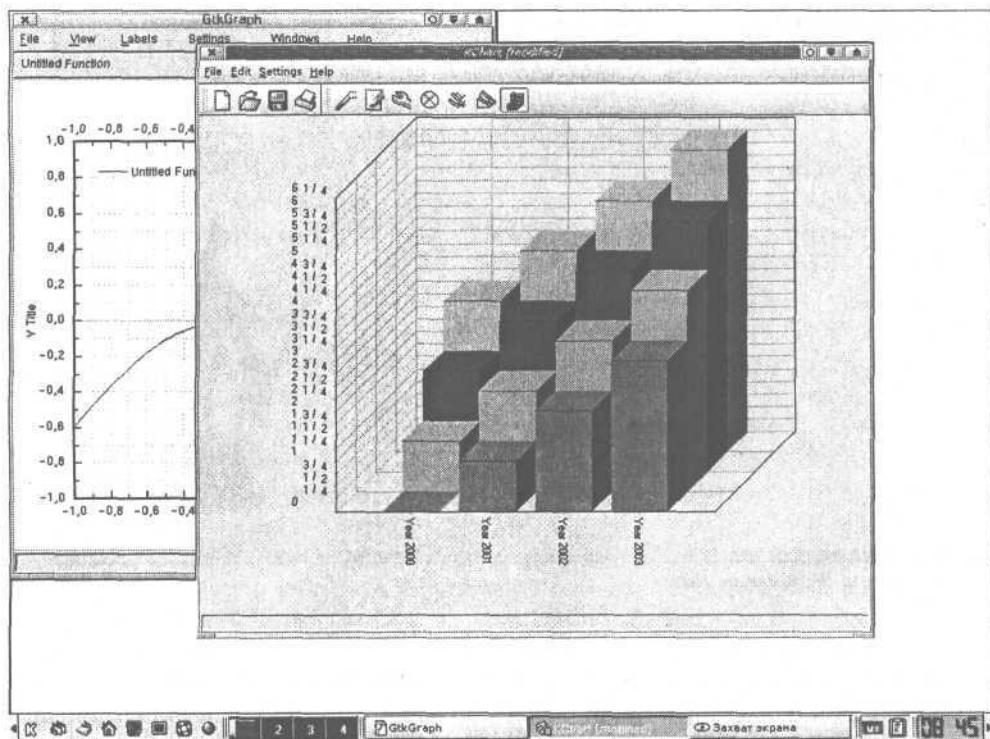 GtkGraph
File View Labels Settings Windows Help
Untitled Function
-1,0 -0,8 -0,6 -0,4
1,0
0,8
0,6
0,4
0,2
0,0
-0,2
-0,4
-0,6
-0,8
-1,0
Y Title
Untitled Fun
-1,0 -0,8 -0,6 -0,4
KChart [modified]
File Edit Settings Help
6 1/4
6
5 3/4
5 1/2
5 1/4
5
4 3/4
4 1/2
4 1/4
4
3 3/4
3 1/2
3 1/4
3
2 3/4
2 1/2
2 1/4
2
1 3/4
1 1/2
1 1/4
1
3/4
1/2
1/4
0
Year 2000
Year 2001
Year 2002
Year 2003
2 3 4
GtkGraph
KChart [modified]
Захват экрана
08 45